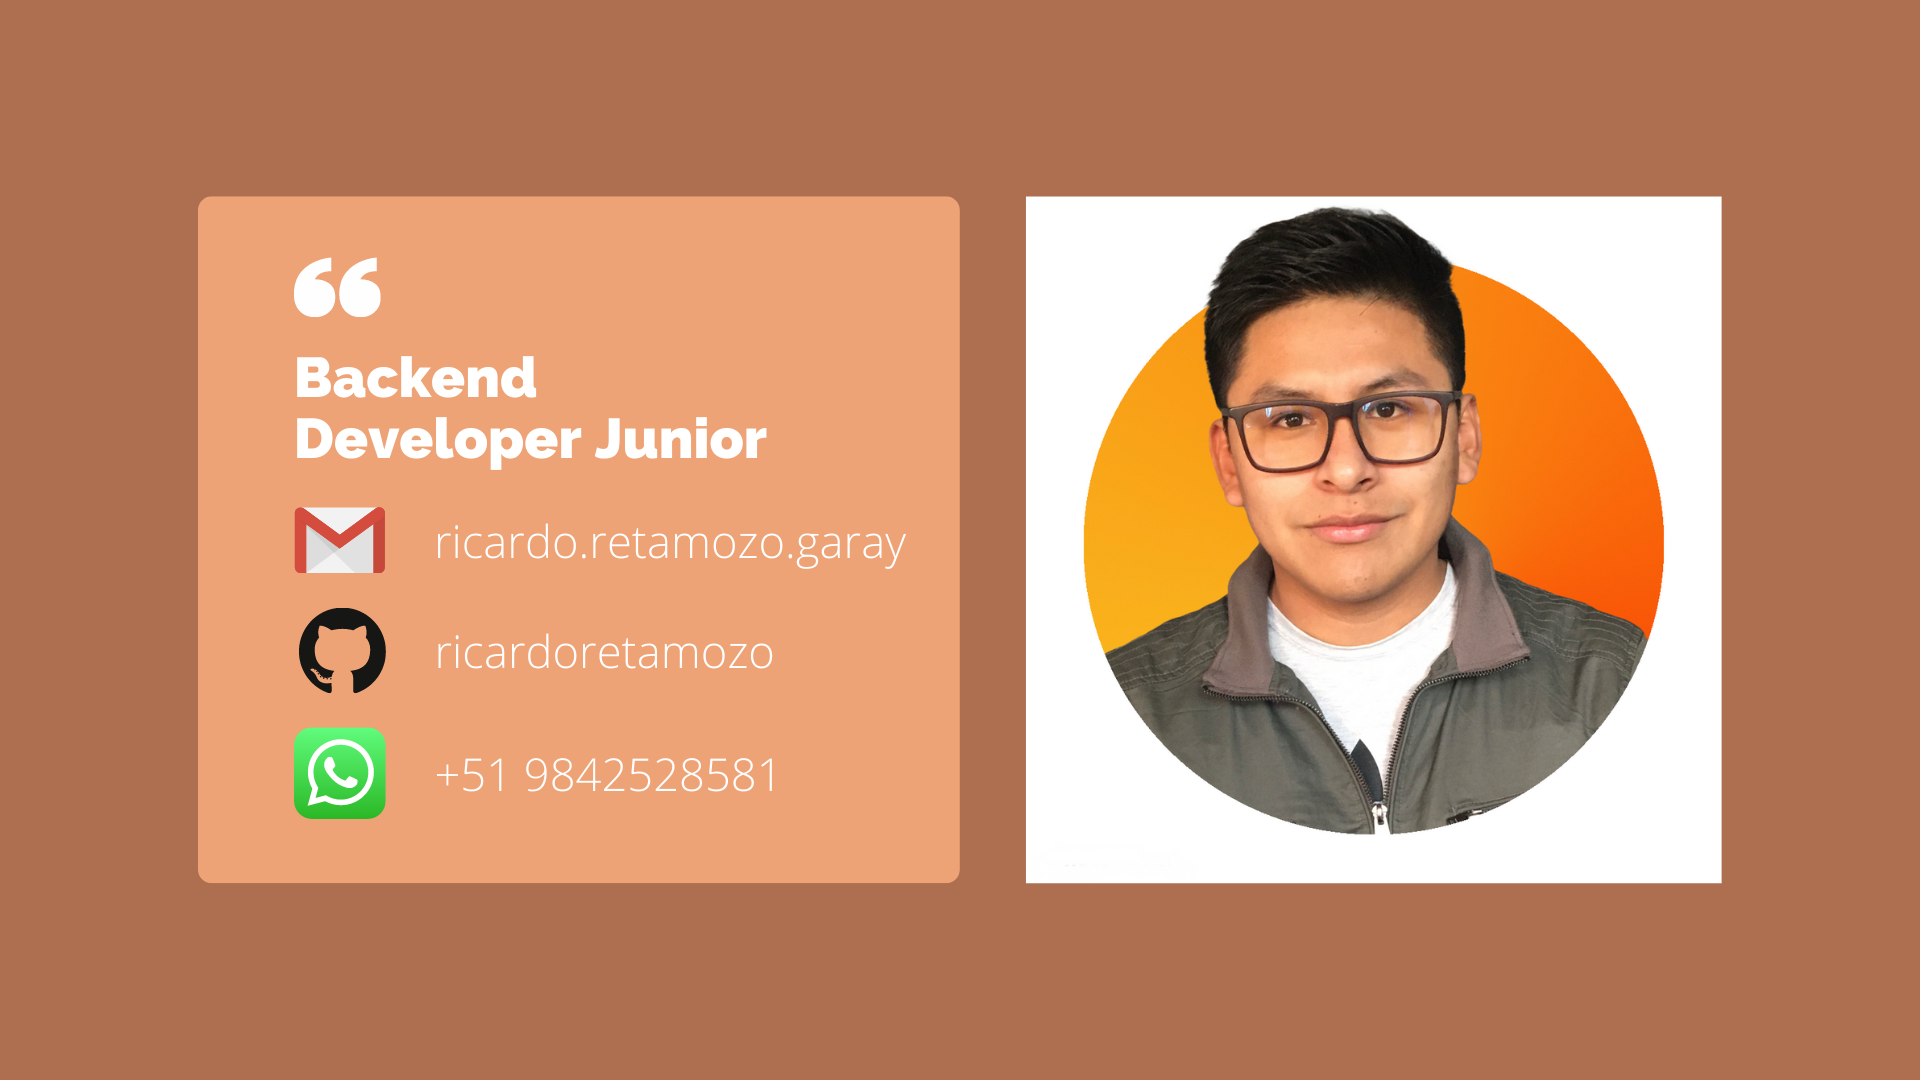 “
Backend
Developer Junior
ricardo.retamozo.garay
ricardoretamozo
+51 9842528581